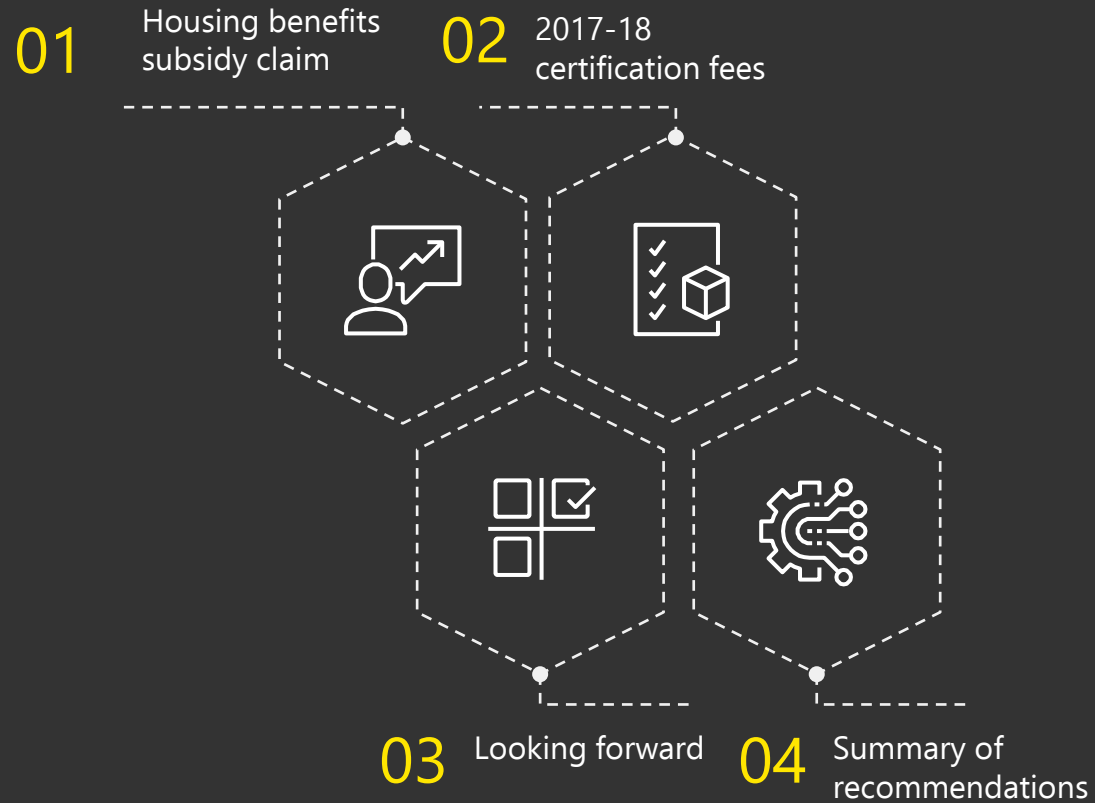 01
Housing benefits
subsidy claim
02
2017-18
certification fees
03
Looking forward
04
Summary of
recommendations